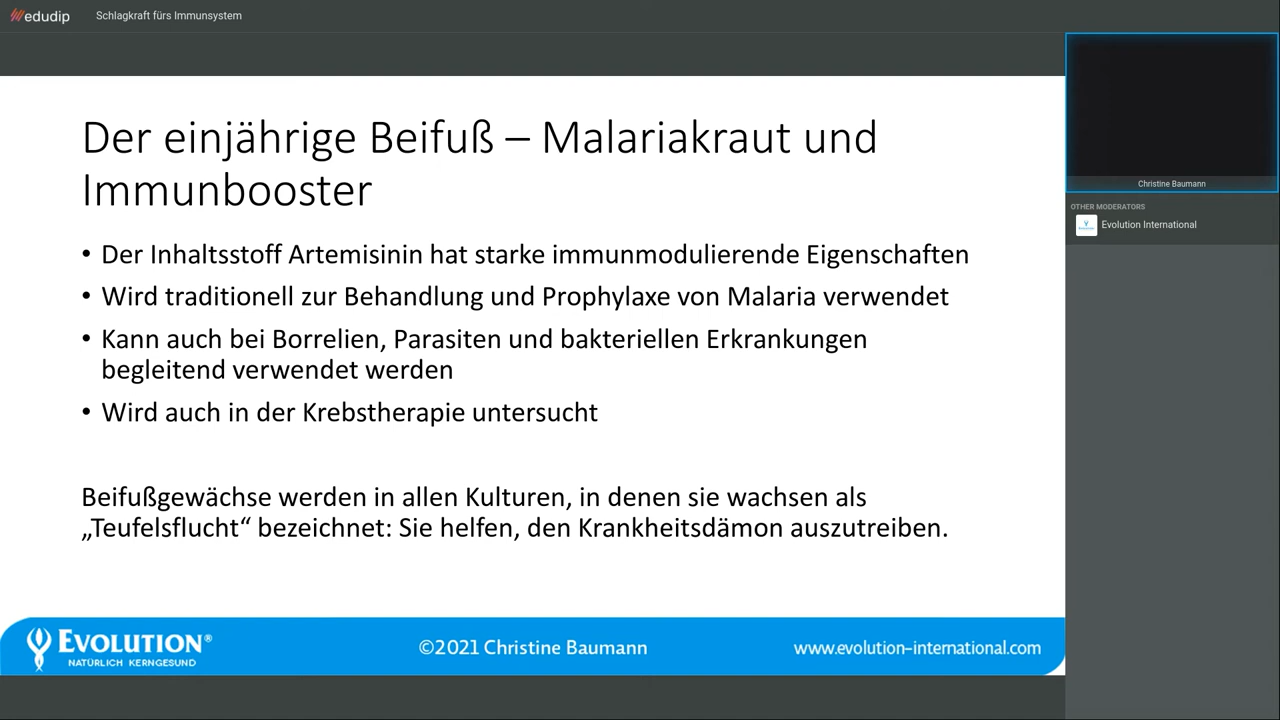 edudip
Schlagkraft fürs Immunsystem
Der einjährige Beifuß – Malariakraut und
Immunbooster
• Der Inhaltsstoff Artemisinin hat starke immunmodulierende Eigenschaften
• Wird traditionell zur Behandlung und Prophylaxe von Malaria verwendet
• Kann auch bei Borrelien, Parasiten und bakteriellen Erkrankungen
begleitend verwendet werden
• Wird auch in der Krebstherapie untersucht
Beifußgewächse werden in allen Kulturen, in denen sie wachsen als
„Teufelsflucht“ bezeichnet: Sie helfen, den Krankheitsdämon auszutreiben.
EVOLUTION®
NATÜRLICH KERNGESUND
©2021 Christine Baumann
www.evolution-international.com
Christine Baumann
OTHER MODERATORS
Evolution International